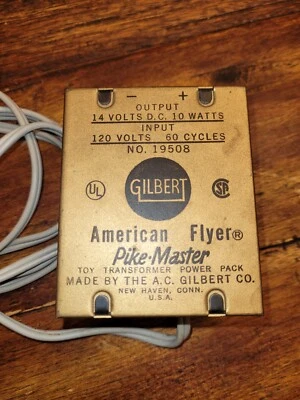 − +
OUTPUT
14 VOLTS D.C. 10 WATTS
INPUT
120 VOLTS 60 CYCLES
NO. 19508
UL GILBERT SA
American Flyer®
Pike-Master
TOY TRANSFORMER POWER PACK
MADE BY THE A.C. GILBERT CO.
NEW HAVEN, CONN.
U.S.A.